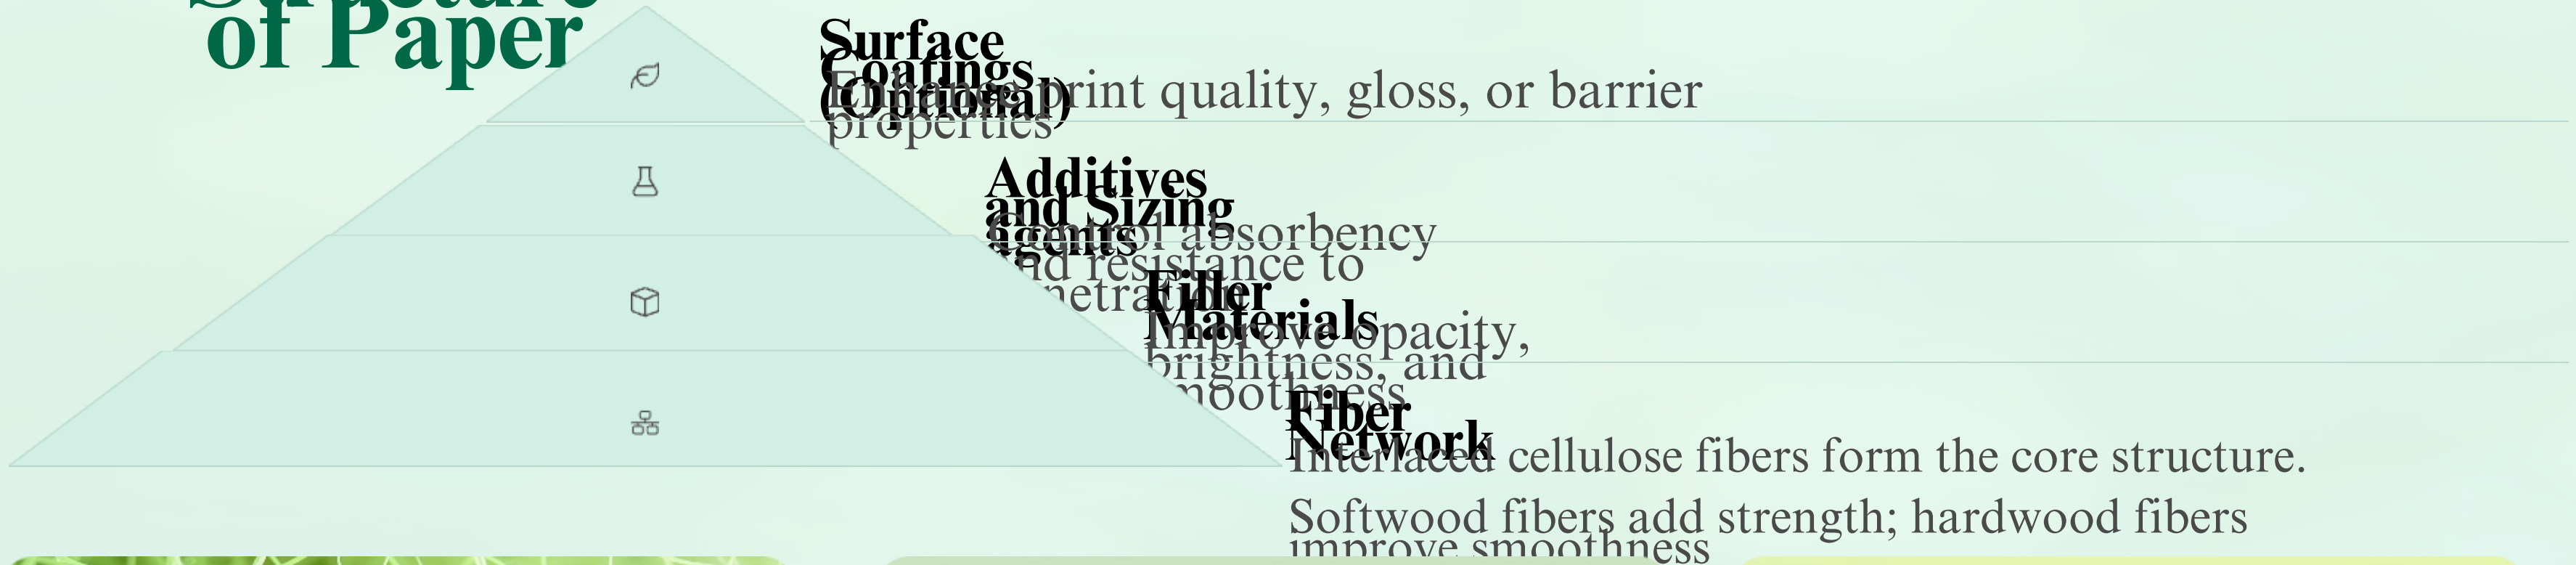 Structure
of Paper
Surface
Coatings
(Optional)
Enhance print quality, gloss, or barrier
properties
Additives
and Sizing
agents
Control absorbency
and resistance to
Filler
Materials
Improve opacity,
brightness, and
smoothness
Fiber
Network
Interlaced cellulose fibers form the core structure.
Softwood fibers add strength; hardwood fibers
improve smoothness